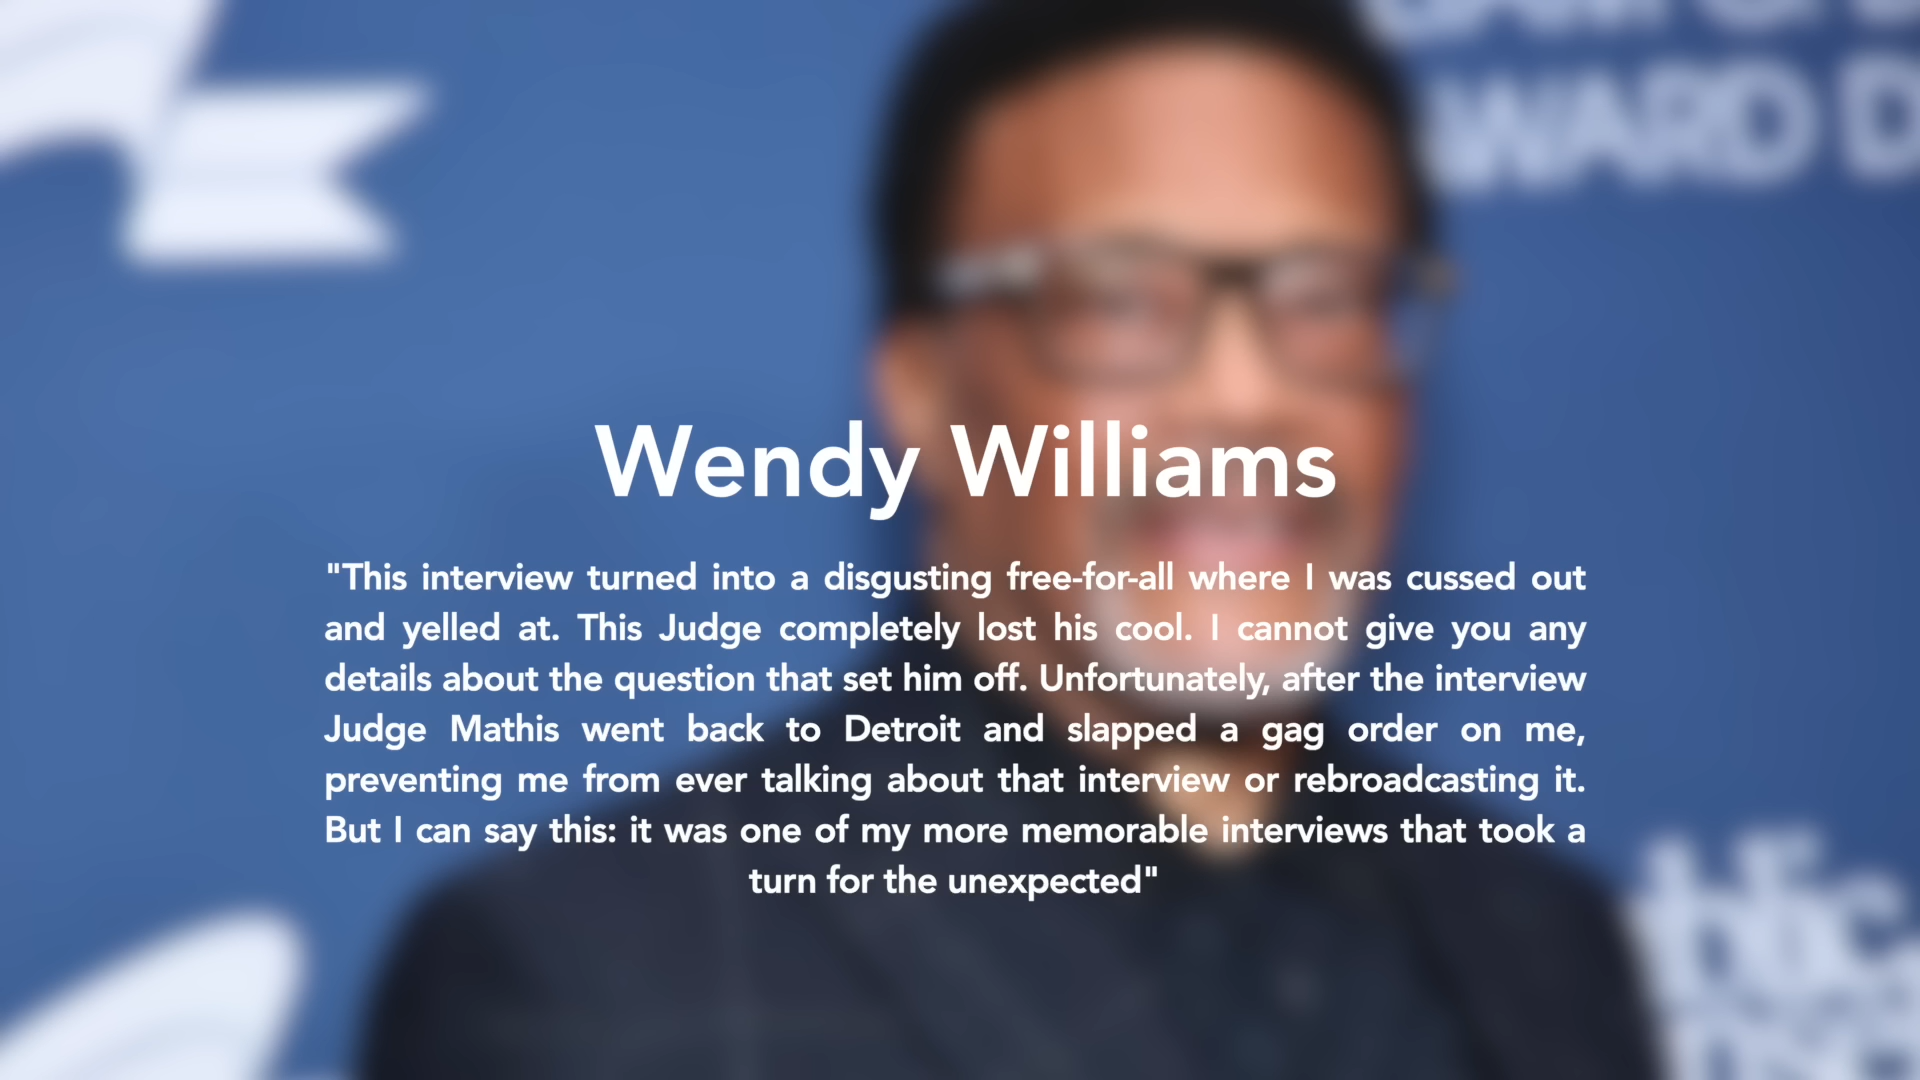 WARD D
Wendy Williams
"This interview turned into a disgusting free-for-all where I was cussed out
and yelled at. This Judge completely lost his cool. I cannot give you any
details about the question that set him off. Unfortunately, after the interview
Judge Mathis went back to Detroit and slapped a gag order on me,
preventing me from ever talking about that interview or rebroadcasting it.
But I can say this: it was one of my more memorable interviews that took a
turn for the unexpected"